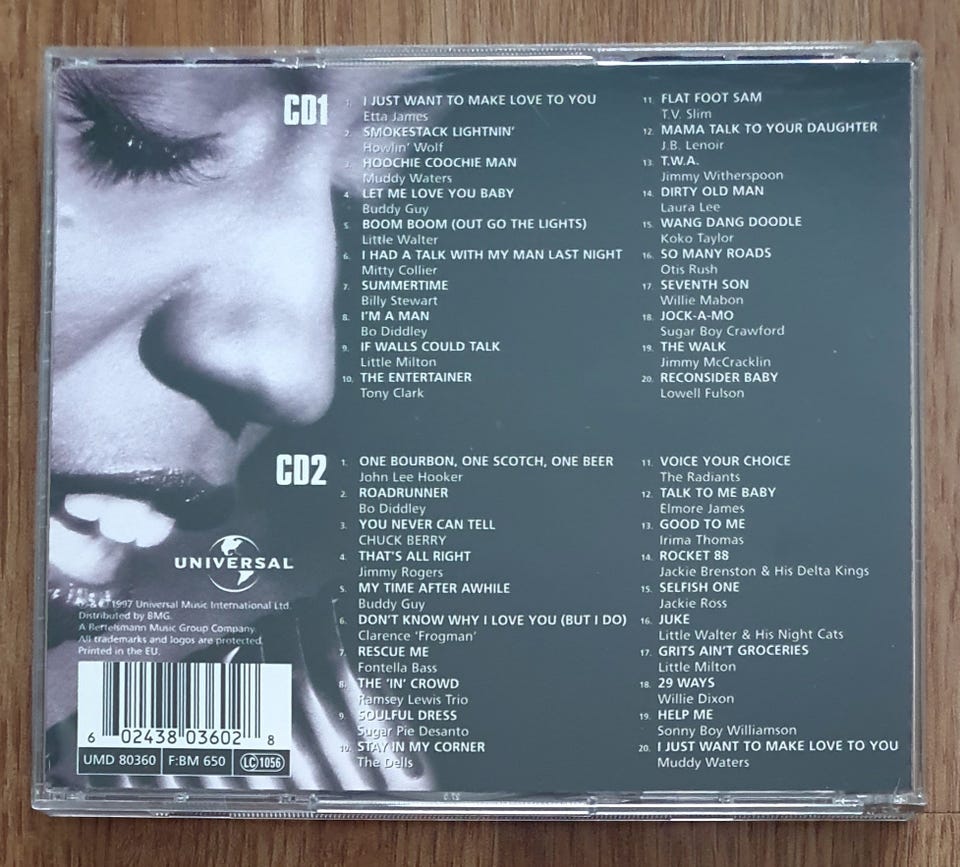 CD1
1. I JUST WANT TO MAKE LOVE TO YOU
Etta James
2. SMOKESTACK LIGHTNIN'
Howlin' Wolf
3. HOOCHIE COOCHIE MAN
Muddy Waters
4. LET ME LOVE YOU BABY
Buddy Guy
5. BOOM BOOM (OUT GO THE LIGHTS)
Little Walter
6. I HAD A TALK WITH MY MAN LAST NIGHT
Mitty Collier
7. SUMMERTIME
Billy Stewart
8. I'M A MAN
Bo Diddley
9. IF WALLS COULD TALK
Little Milton
10. THE ENTERTAINER
Tony Clark
11. FLAT FOOT SAM
T.V. Slim
12. MAMA TALK TO YOUR DAUGHTER
J.B. Lenoir
13. T.W.A.
Jimmy Witherspoon
14. DIRTY OLD MAN
Laura Lee
15. WANG DANG DOODLE
Koko Taylor
16. SO MANY ROADS
Otis Rush
17. SEVENTH SON
Willie Mabon
18. JOCK-A-MO
Sugar Boy Crawford
19. THE WALK
Jimmy McCracklin
20. RECONSIDER BABY
Lowell Fulson
CD2
1. ONE BOURBON, ONE SCOTCH, ONE BEER
John Lee Hooker
2. ROADRUNNER
Bo Diddley
3. YOU NEVER CAN TELL
CHUCK BERRY
4. THAT'S ALL RIGHT
Jimmy Rogers
5. MY TIME AFTER AWHILE
Buddy Guy
6. DON'T KNOW WHY I LOVE YOU (BUT I DO)
Clarence 'Frogman'
7. RESCUE ME
Fontella Bass
8. THE 'IN' CROWD
Ramsey Lewis Trio
9. SOULFUL DRESS
Sugar Pie Desanto
10. STAY IN MY CORNER
The Dells
11. VOICE YOUR CHOICE
The Radiants
12. TALK TO ME BABY
Elmore James
13. GOOD TO ME
Irima Thomas
14. ROCKET 88
Jackie Brenston & His Delta Kings
15. SELFISH ONE
Jackie Ross
16. JUKE
Little Walter & His Night Cats
17. GRITS AIN'T GROCERIES
Little Milton
18. 29 WAYS
Willie Dixon
19. HELP ME
Sonny Boy Williamson
20. I JUST WANT TO MAKE LOVE TO YOU
Muddy Waters
UNIVERSAL
℗ & © 1997 Universal Music International Ltd.
Distributed by BMG.
A Bertelsmann Music Group Company.
All trademarks and logos are protected.
Printed in the EU.
6 02438 03602 8
UMD 80360 F:BM 650 LC 1056